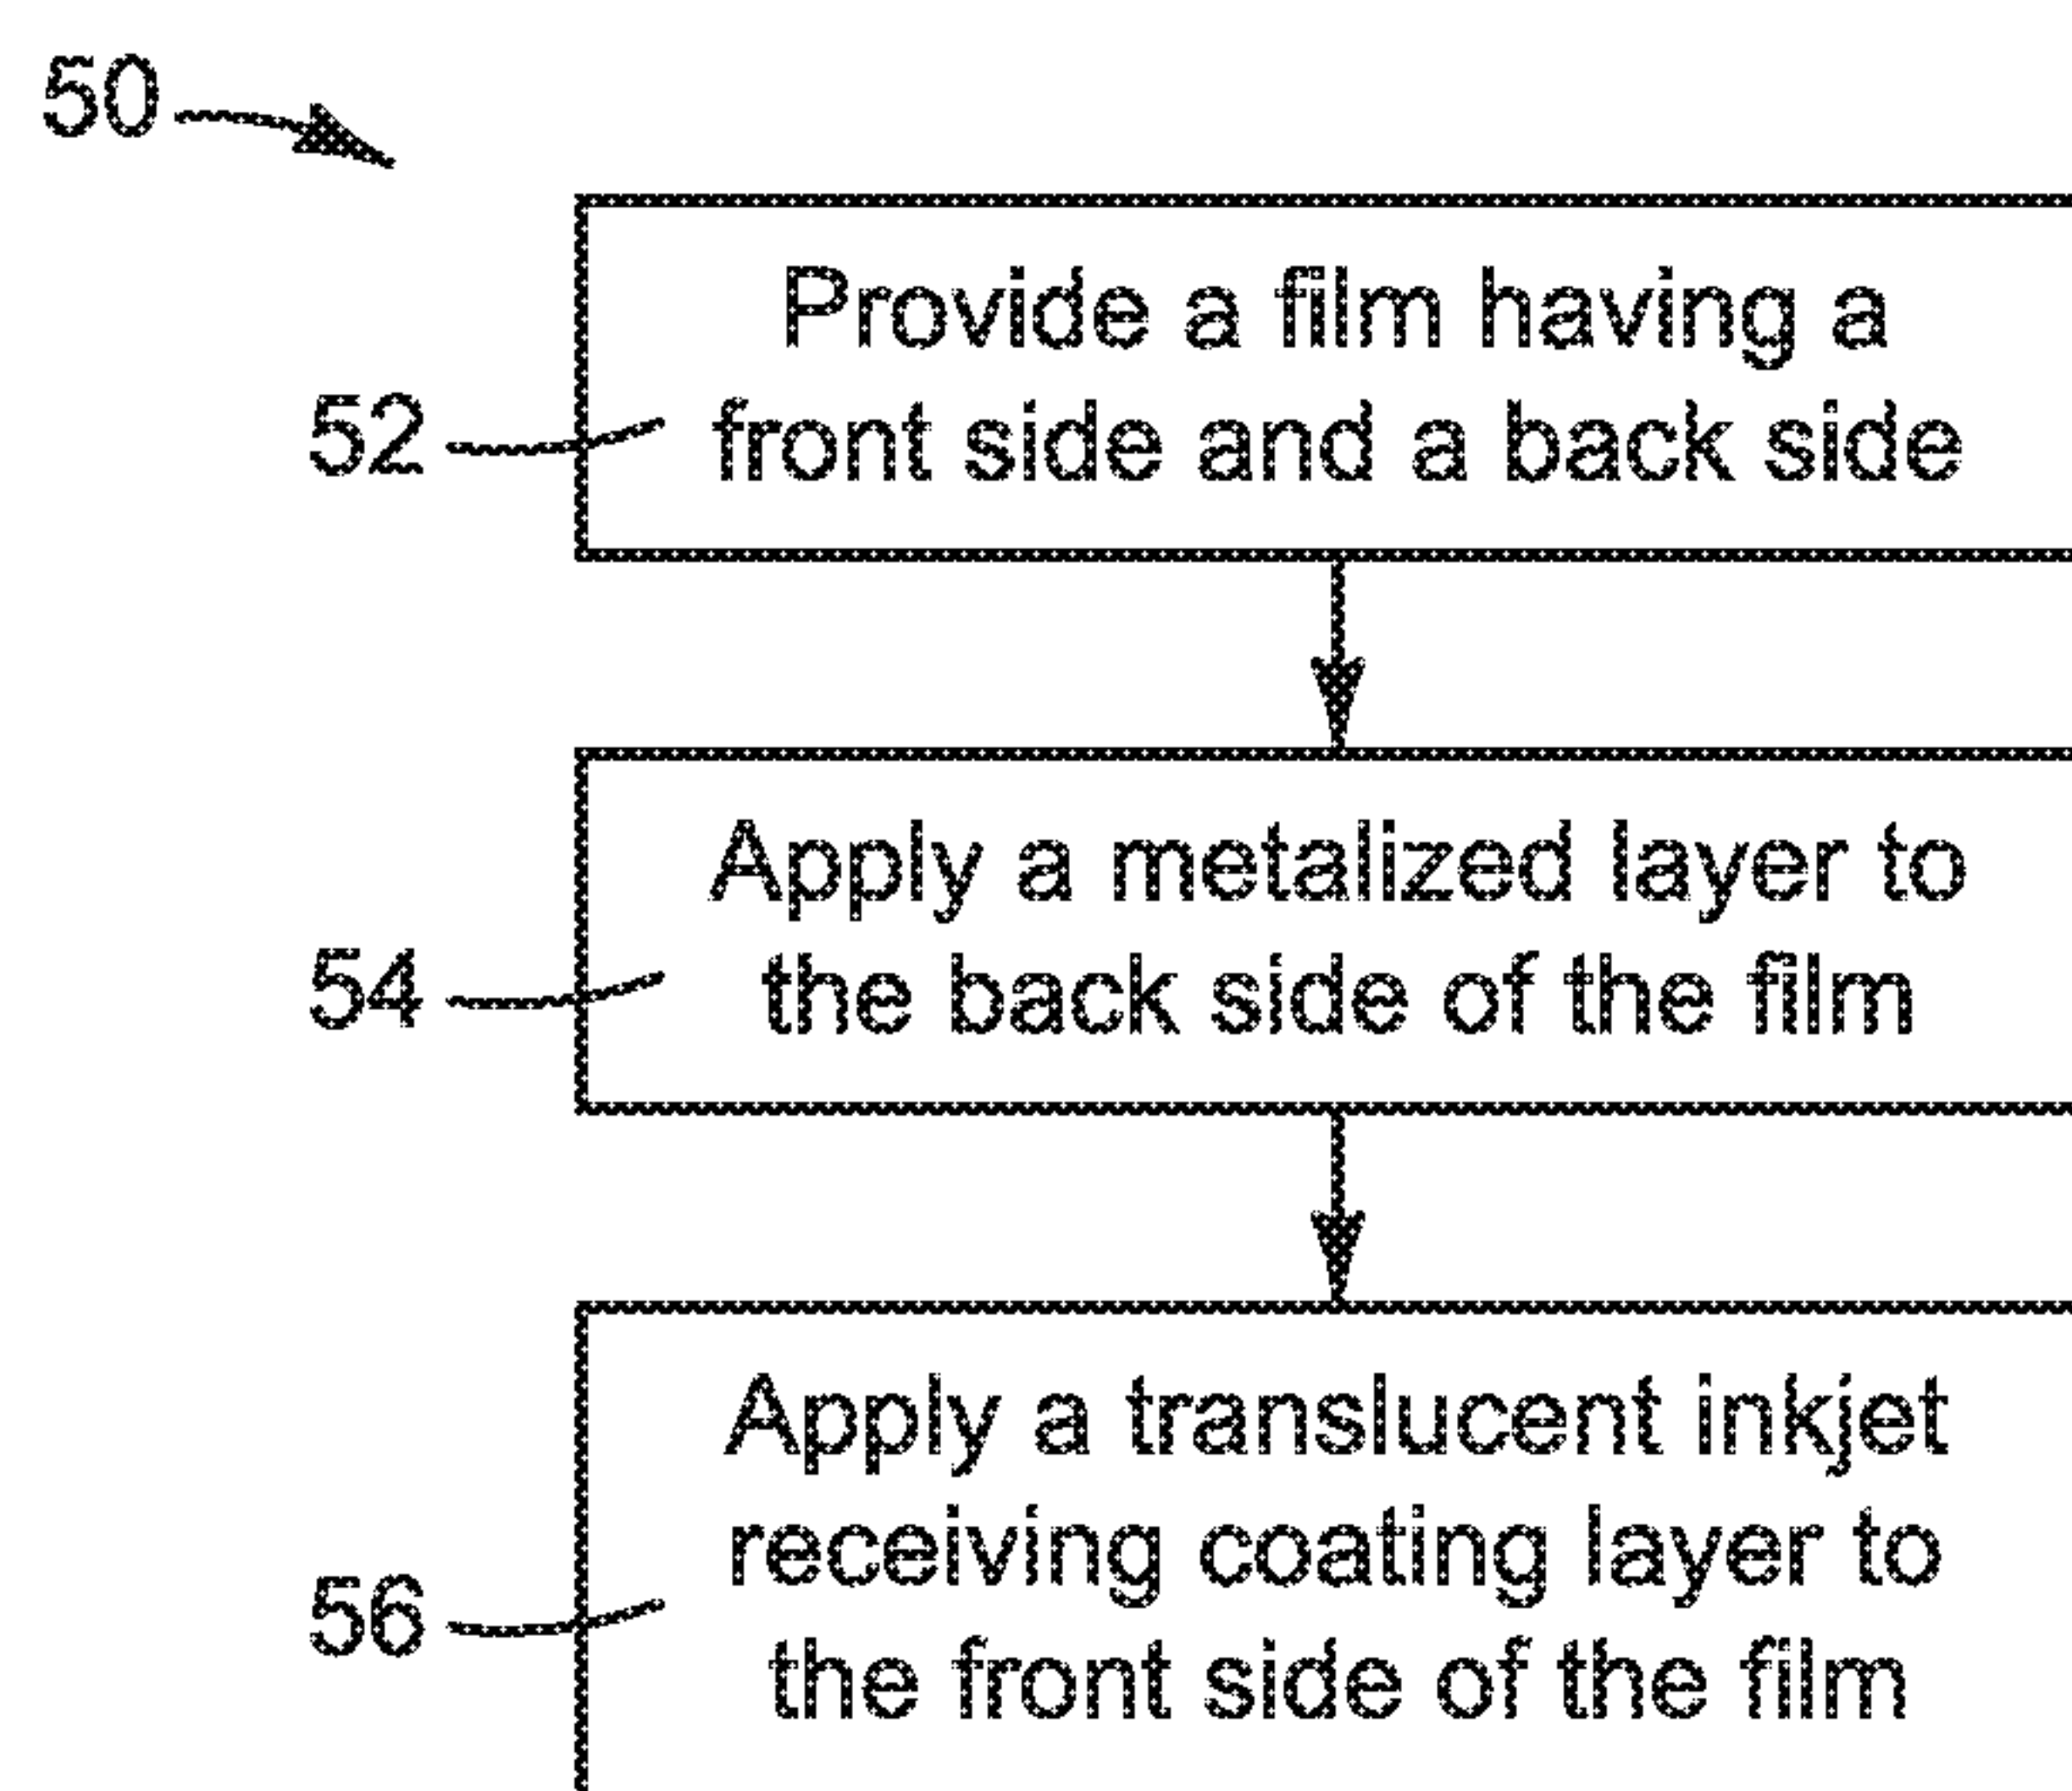 50
Provide a film having a
52
front side and a back side
Apply a metalized layer to
54
the back side of the film
Apply a translucent inkjet
receiving coating layer to
56
the front side of the film